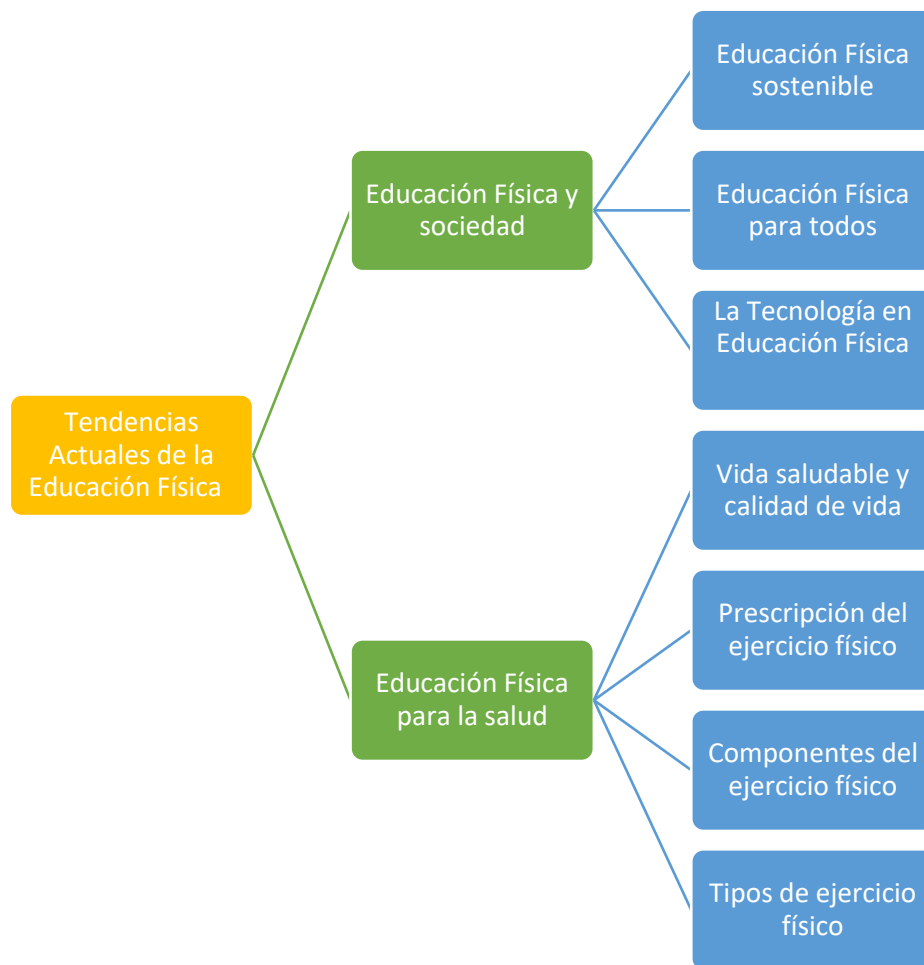 Tendencias
Actuales de la
Educación Física
Educación Física y
sociedad
Educación Física
sostenible
Educación Física
para todos
La Tecnología en
Educación Física
Educación Física
para la salud
Vida saludable y
calidad de vida
Prescripción del
ejercicio físico
Componentes del
ejercicio físico
Tipos de ejercicio
físico